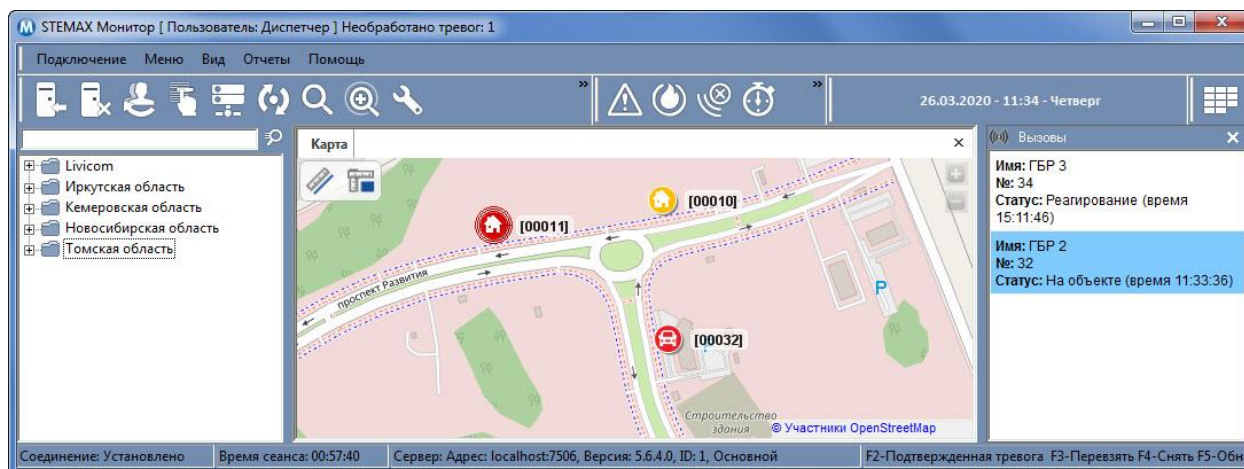 STEMAX Монитор [ Пользователь: Диспетчер ] Необработано тревог: 1
Подключение Меню Вид Отчеты Помощь
» »
26.03.2020 - 11:34 - Четверг
Livicom
Иркутская область
Кемеровская область
Новосибирская область
Томская область
Карта
[00010]
[00011]
проспект Развития
P
[00032]
Строительство
здания
© Участники OpenStreetMap
Вызовы
Имя: ГБР 3
№: 34
Статус: Реагирование (время
15:11:46)
Имя: ГБР 2
№: 32
Статус: На объекте (время 11:33:36)
Соединение: Установлено Время сеанса: 00:57:40 Сервер: Адрес: localhost:7506, Версия: 5.6.4.0, ID: 1, Основной F2-Подтвержденная тревога F3-Перевзять F4-Снять F5-Обн